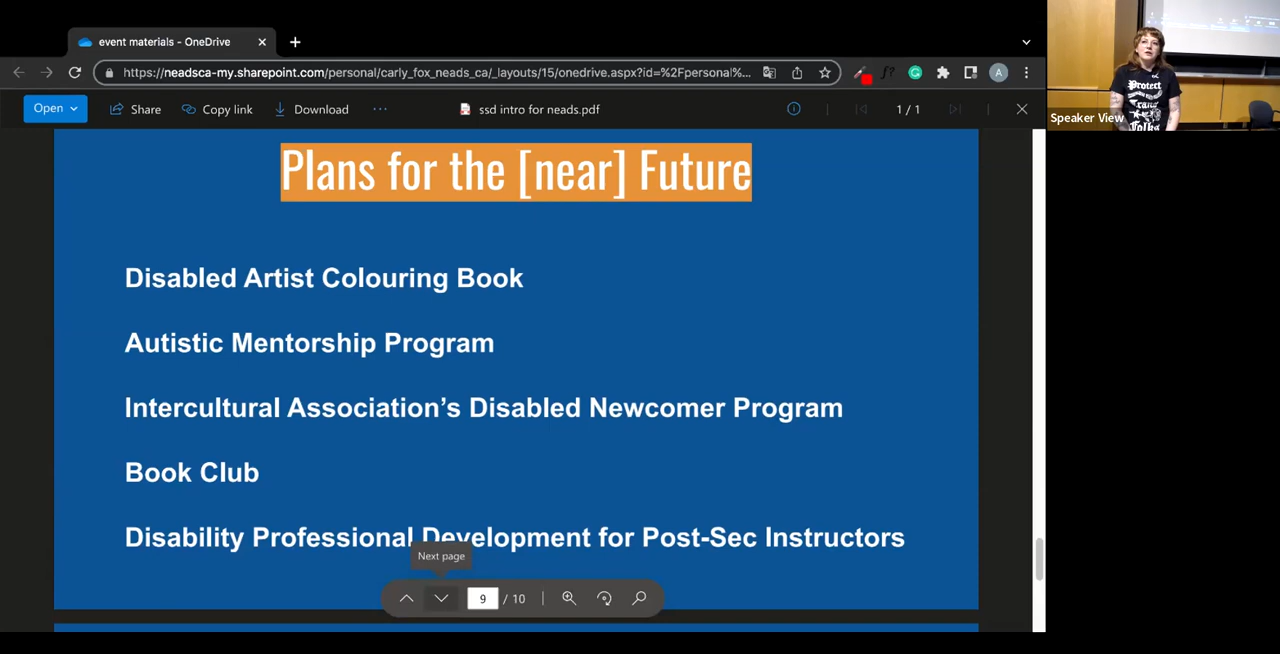 event materials - OneDrive
https://neadsca-my.sharepoint.com/personal/carly_fox_neads_ca/_layouts/15/onedrive.aspx?id=%2Fpersonal%...
A
Open
Share
Copy link
Download
ssd intro for neads.pdf
1 / 1
Plans for the [near] Future
Disabled Artist Colouring Book
Autistic Mentorship Program
Intercultural Association's Disabled Newcomer Program
Book Club
Disability Professional Development for Post-Sec Instructors
Next page
9 / 10
Protect
Trans
Folks
Speaker View